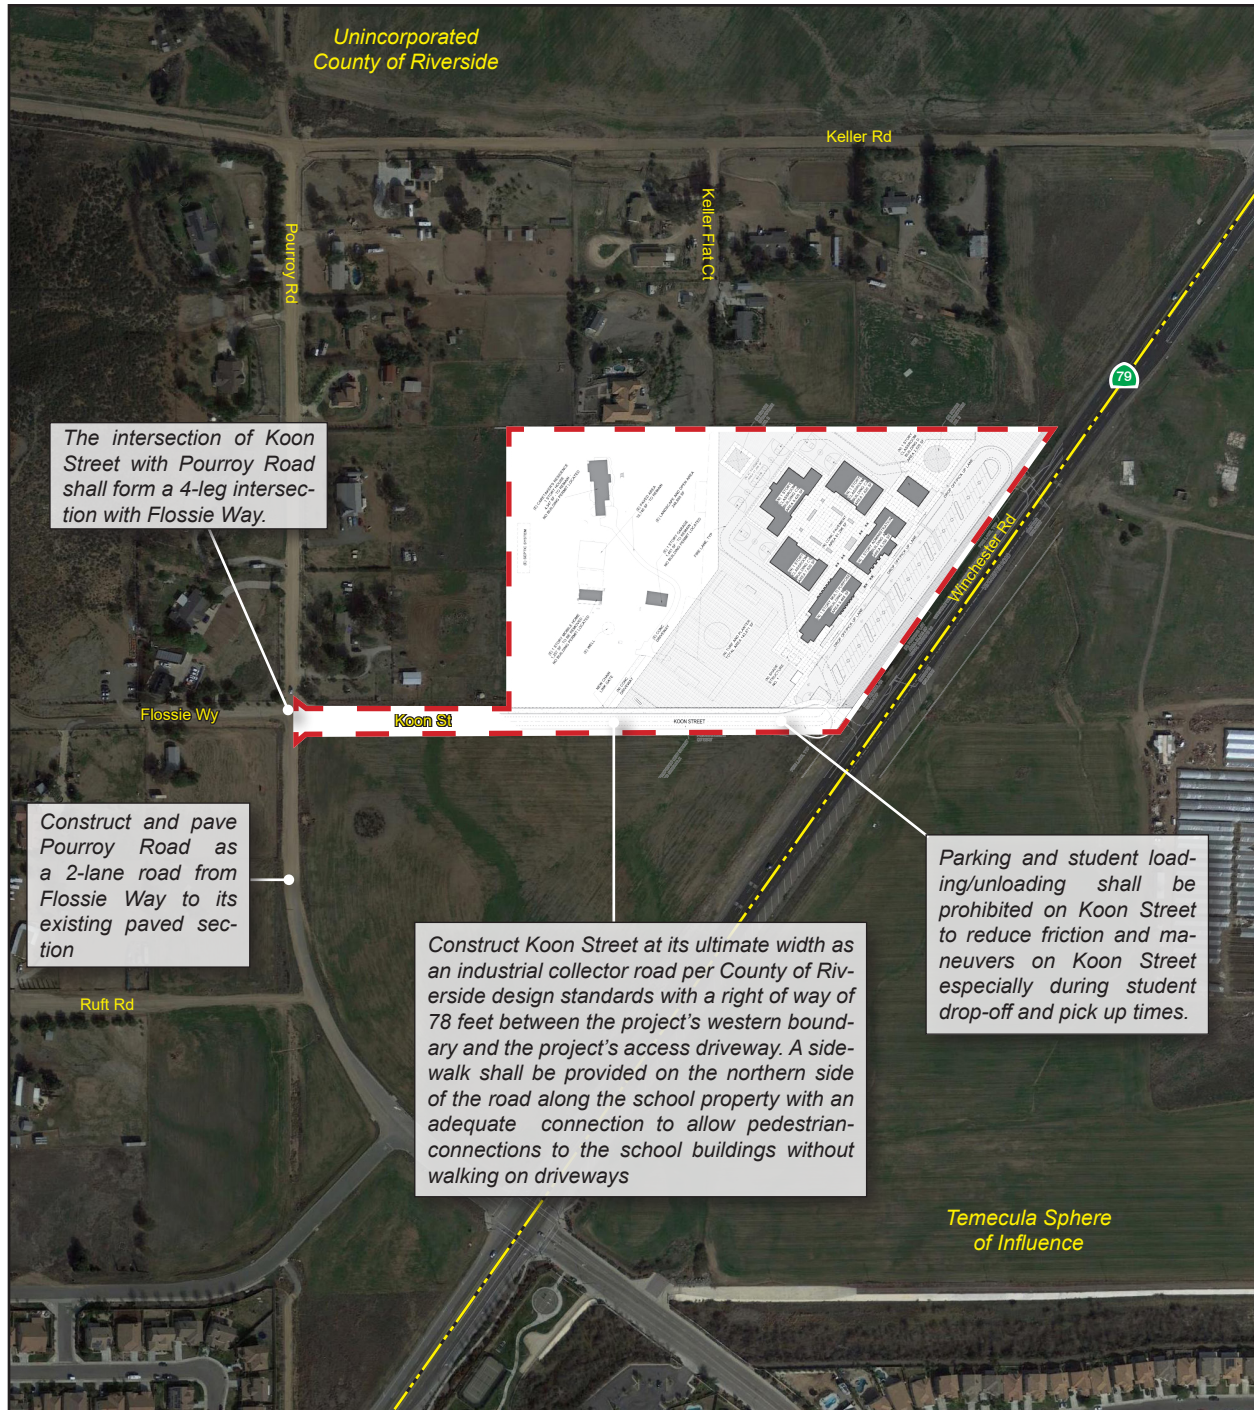 Unincorporated
County of Riverside
Keller Rd
Keller Flat Ct
Pourroy Rd
79
The intersection of Koon
Street with Pourroy Road
shall form a 4-leg intersec-
tion with Flossie Way.
Winchester Rd
Flossie Wy
Koon St
KOON STREET
Construct and pave
Pourroy Road as
a 2-lane road from
Flossie Way to its
existing paved sec-
tion
Parking and student load-
ing/unloading shall be
prohibited on Koon Street
to reduce friction and ma-
neuvers on Koon Street
especially during student
drop-off and pick up times.
Construct Koon Street at its ultimate width as
an industrial collector road per County of Riv-
erside design standards with a right of way of
78 feet between the project's western bound-
ary and the project's access driveway. A side-
walk shall be provided on the northern side
of the road along the school property with an
adequate connection to allow pedestrian-
connections to the school buildings without
walking on driveways
Ruft Rd
Temecula Sphere
of Influence